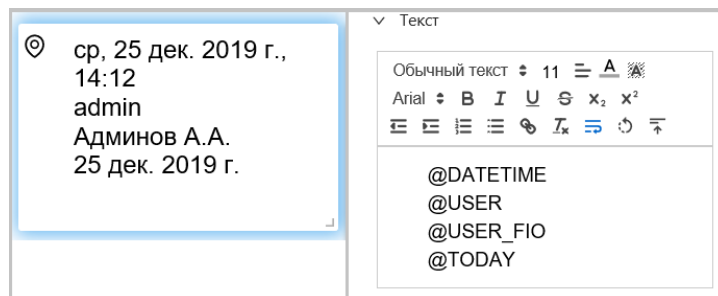 ср, 25 дек. 2019 г.,
14:12
admin
Админов А.А.
25 дек. 2019 г.
Текст
Обычный текст 11 A A
Arial B I U S x₂ x²
@DATETIME
@USER
@USER_FIO
@TODAY